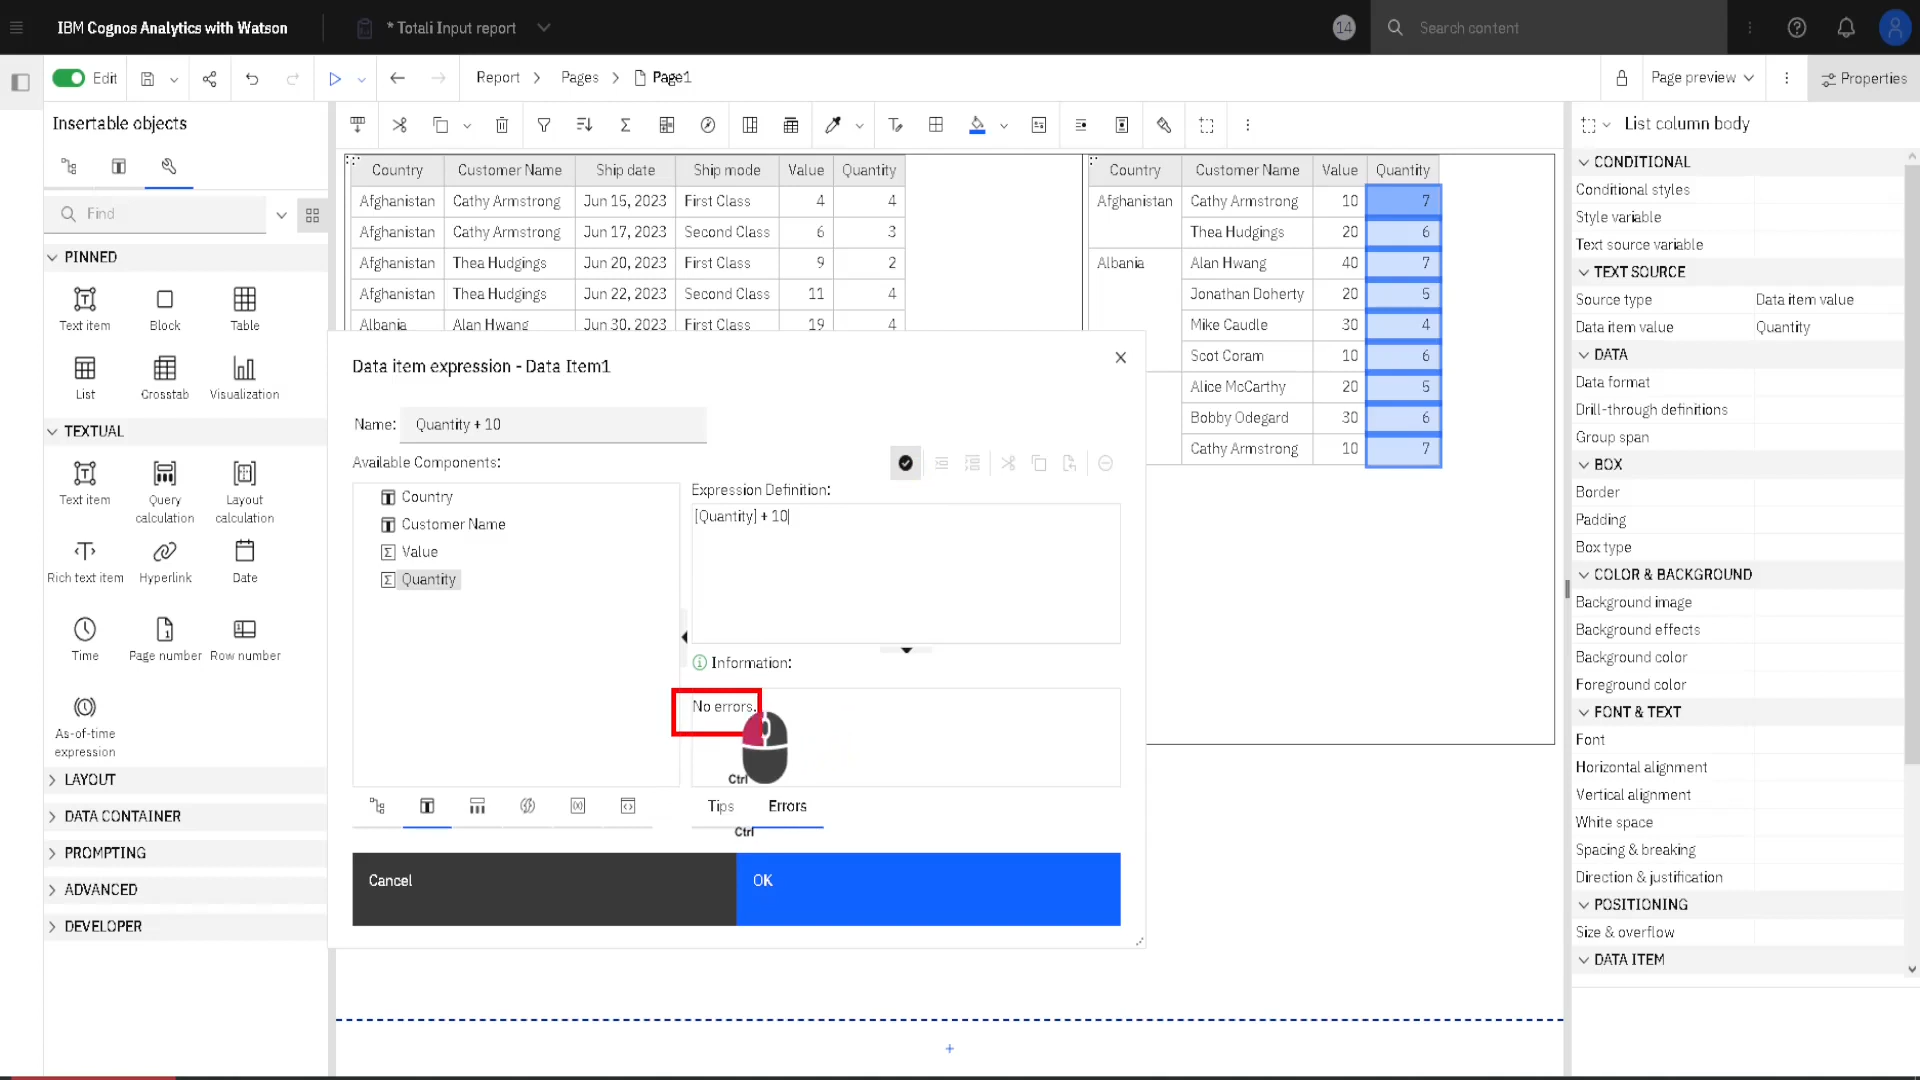 IBM Cognos Analytics with Watson
* Totali Input report
14
Search content
Edit
Report
Pages
Page1
Page preview
Properties
Insertable objects
Find
PINNED
Text item
Block
Table
List
Crosstab
Visualization
TEXTUAL
Text item
Query calculation
Layout calculation
Rich text item
Hyperlink
Date
Time
Page number
Row number
As-of-time expression
LAYOUT
DATA CONTAINER
PROMPTING
ADVANCED
DEVELOPER
Country Customer Name Ship date Ship mode Value Quantity
Afghanistan Cathy Armstrong Jun 15, 2023 First Class 4 4
Afghanistan Cathy Armstrong Jun 17, 2023 Second Class 6 3
Afghanistan Thea Hudgings Jun 20, 2023 First Class 9 2
Afghanistan Thea Hudgings Jun 22, 2023 Second Class 11 4
Albania Alan Hwang Jun 30, 2023 First Class 19 4
Country Customer Name Value Quantity
Afghanistan Cathy Armstrong 10 7
Thea Hudgings 20 6
Albania Alan Hwang 40 7
Jonathan Doherty 20 5
Mike Caudle 30 4
Scot Coram 10 6
Alice McCarthy 20 5
Bobby Odegard 30 6
Cathy Armstrong 10 7
Data item expression - Data Item1
Name: Quantity + 10
Available Components:
Country
Customer Name
Value
Quantity
Expression Definition:
[Quantity] + 10
Information:
No errors.
Ctrl
Tips
Errors
Ctrl
Cancel
OK
List column body
CONDITIONAL
Conditional styles
Style variable
Text source variable
TEXT SOURCE
Source type Data item value
Data item value Quantity
DATA
Data format
Drill-through definitions
Group span
BOX
Border
Padding
Box type
COLOR & BACKGROUND
Background image
Background effects
Background color
Foreground color
FONT & TEXT
Font
Horizontal alignment
Vertical alignment
White space
Spacing & breaking
Direction & justification
POSITIONING
Size & overflow
DATA ITEM